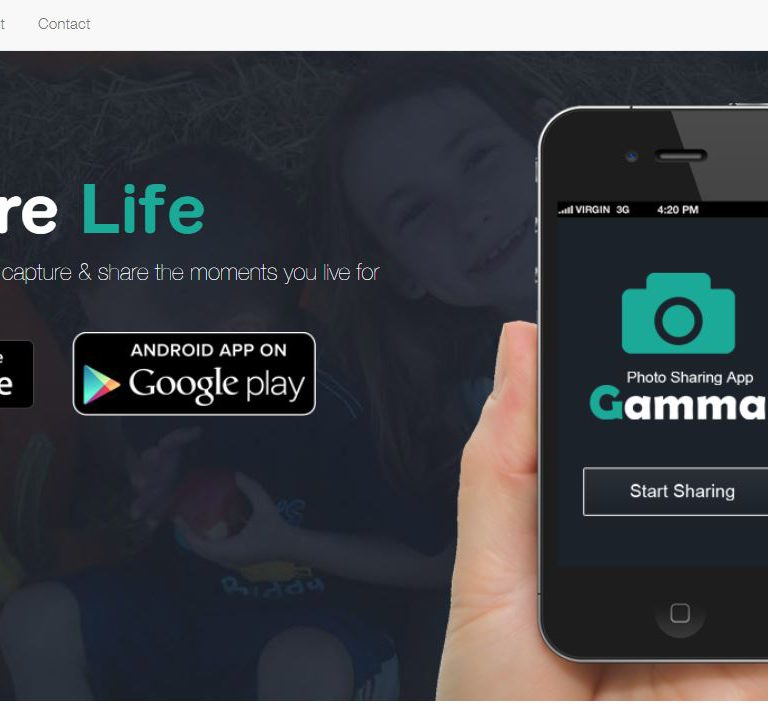 t Contact
re Life
capture & share the moments you live for
e
e
ANDROID APP ON
Google play
VIRGIN 3G 4:20 PM
Photo Sharing App
Gamma
Start Sharing